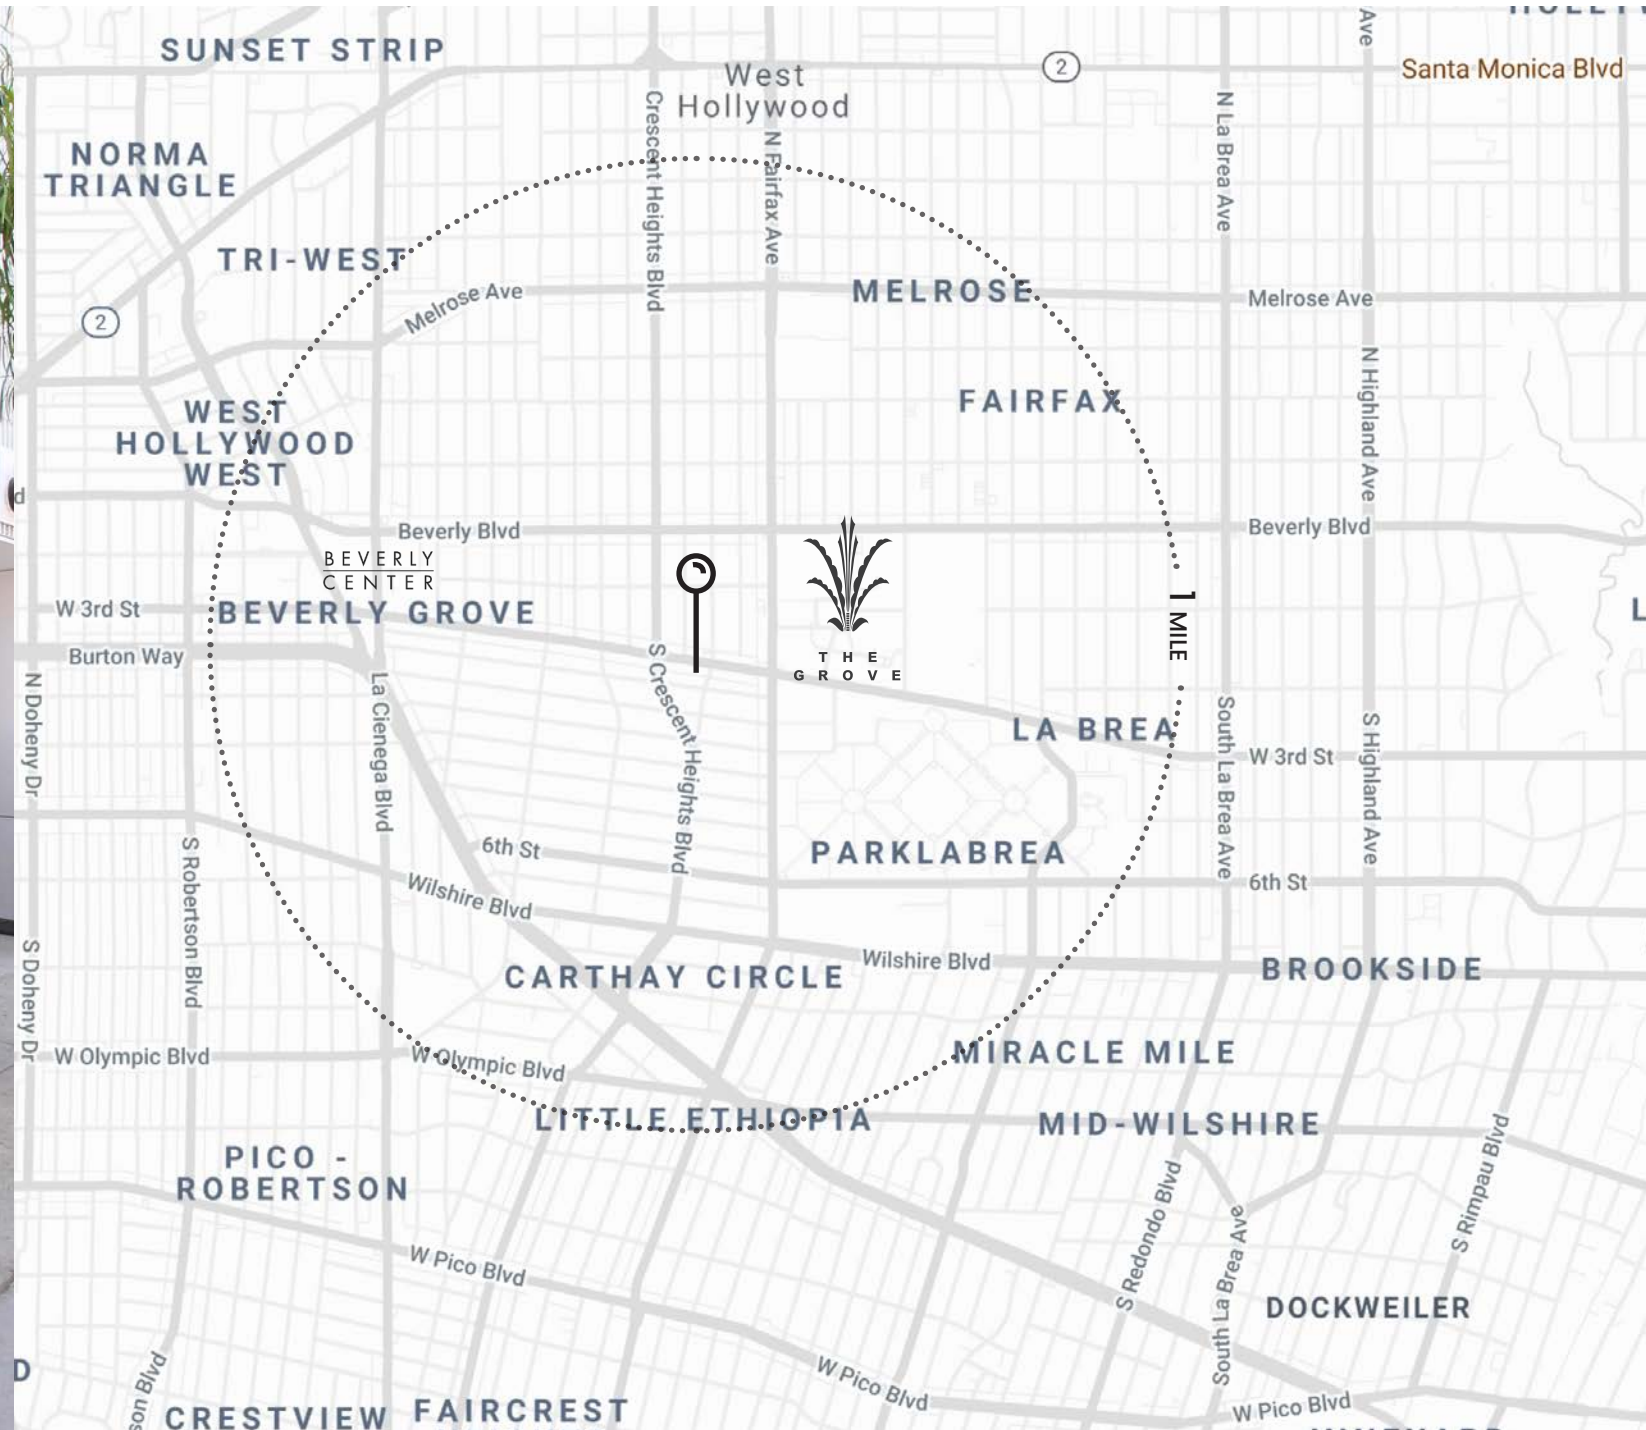 SUNSET STRIP
2
Ave
Santa Monica Blvd
West
Hollywood
NORMA
TRIANGLE
Crescent Heights Blvd
N Fairfax Ave
N La Brea Ave
TRI-WEST
Melrose Ave
MELROSE
Melrose Ave
2
N Highland Ave
FAIRFAX
WEST
HOLLYWOOD
WEST
Beverly Blvd
Beverly Blvd
BEVERLY
CENTER
W 3rd St
BEVERLY GROVE
1 MILE
Burton Way
THE
GROVE
N Doheny Dr
La Cienega Blvd
S Crescent Heights Blvd
LA BREA
South La Brea Ave
S Highland Ave
W 3rd St
S Robertson Blvd
6th St
PARKLABREA
6th St
Wilshire Blvd
S Doheny Dr
CARTHAY CIRCLE
Wilshire Blvd
BROOKSIDE
W Olympic Blvd
W Olympic Blvd
MIRACLE MILE
LITTLE ETHIOPIA
MID-WILSHIRE
PICO -
ROBERTSON
S Redondo Blvd
South La Brea Ave
S Rimpau Blvd
W Pico Blvd
DOCKWEILER
W Pico Blvd
W Pico Blvd
son Blvd
CRESTVIEW
FAIRCREST